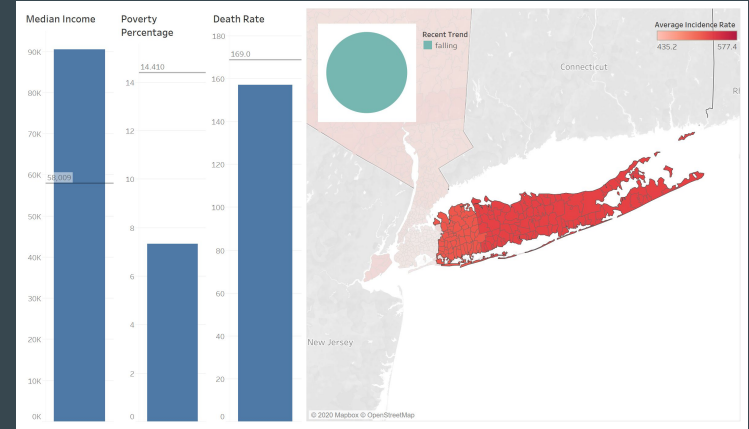 Median Income
90K
80K
70K
60K
58,009
50K
40K
30K
20K
10K
0K
Poverty
Percentage
14.410
14
12
10
8
6
4
2
0
Death Rate
180
169.0
160
140
120
100
80
60
40
20
0
Recent Trend
falling
Average Incidence Rate
435.2 577.4
Connecticut
RI
New Jersey
© 2020 Mapbox © OpenStreetMap